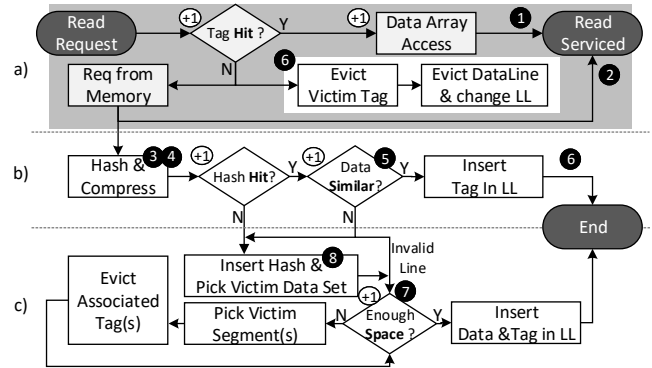 a)
Read
Request
+1
Tag Hit ?
Y
+1
Data Array
Access
1
Read
Serviced
N
6
2
Req from
Memory
Evict
Victim Tag
Evict DataLine
& change LL
b)
Hash &
Compress
3
4
+1
Hash Hit?
Y
+1
Data
Similar?
5
Y
Insert
Tag In LL
6
N
N
End
c)
Evict
Associated
Tag(s)
Insert Hash &
Pick Victim Data Set
8
Invalid
Line
Pick Victim
Segment(s)
N
+1
7
Enough
Space ?
Y
Insert
Data &Tag in LL